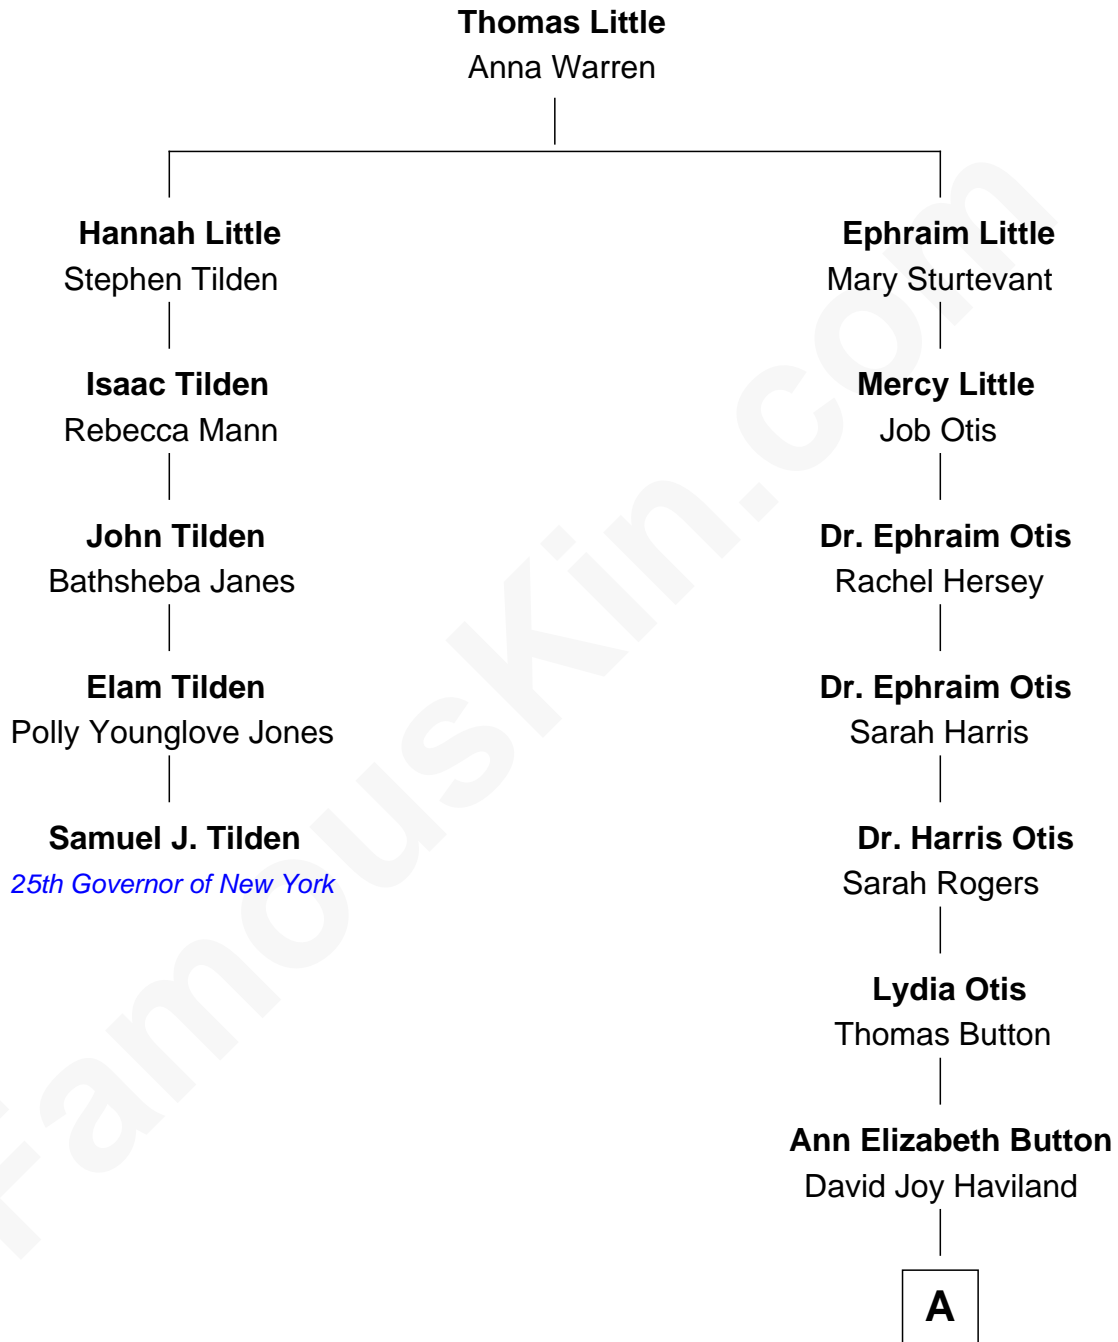 Thomas Little
Anna Warren
Hannah Little
Stephen Tilden
Isaac Tilden
Rebecca Mann
John Tilden
Bathsheba Janes
Elam Tilden
Polly Younglove Jones
Samuel J. Tilden
25th Governor of New York
Ephraim Little
Mary Sturtevant
Mercy Little
Job Otis
Dr. Ephraim Otis
Rachel Hersey
Dr. Ephraim Otis
Sarah Harris
Dr. Harris Otis
Sarah Rogers
Lydia Otis
Thomas Button
Ann Elizabeth Button
David Joy Haviland
A
FamousKin.com